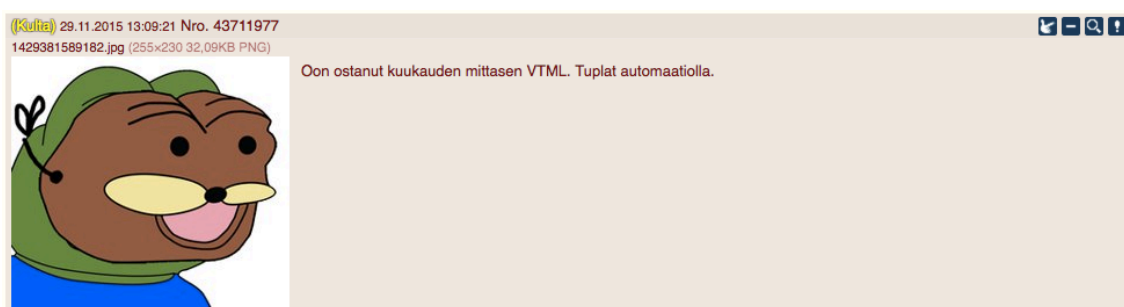 (Kulta) 29.11.2015 13:09:21 Nro. 43711977
1429381589182.jpg (255×230 32,09KB PNG)
Oon ostanut kuukauden mittasen VTML. Tuplat automaatiolla.